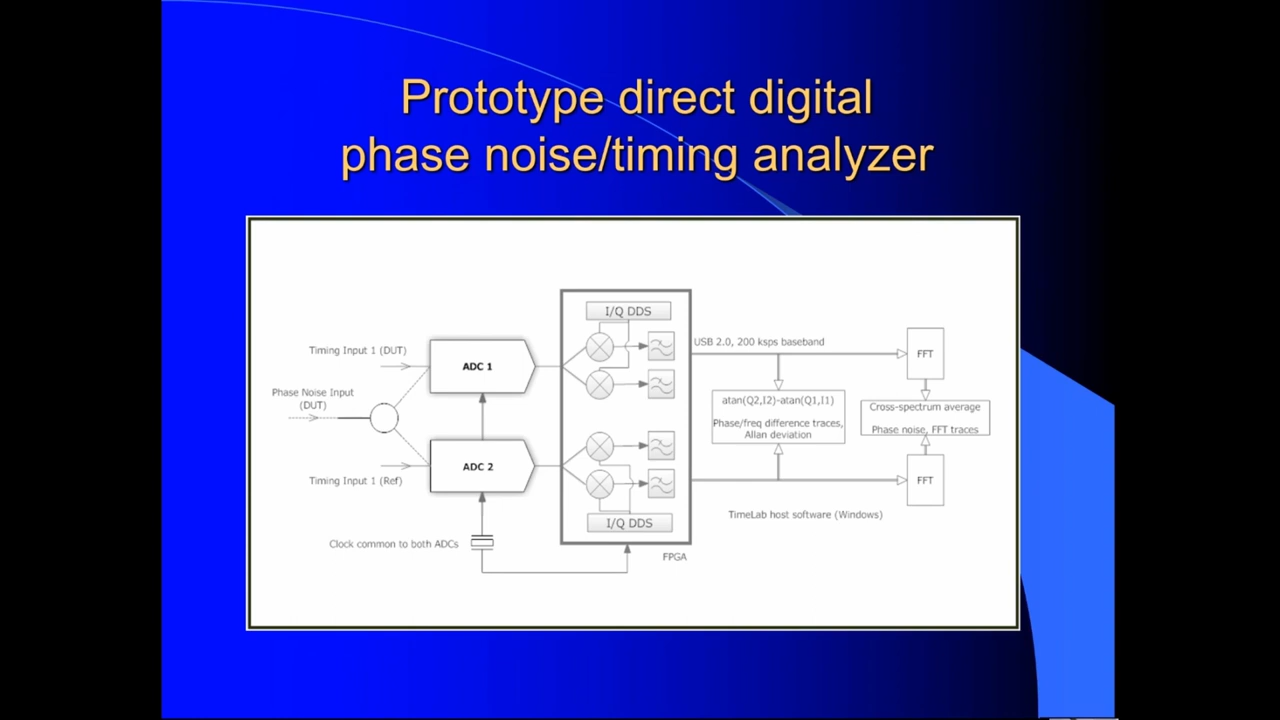 Prototype direct digital
phase noise/timing analyzer
I/Q DDS
Timing Input 1 (DUT)
ADC 1
USB 2.0, 200 ksps baseband
FFT
Phase Noise Input
(DUT)
atan(Q2,I2)-atan(Q1,I1)
Phase/freq difference traces,
Allan deviation
Cross-spectrum average
Phase noise, FFT traces
ADC 2
Timing Input 1 (Ref)
FFT
TimeLab host software (Windows)
I/Q DDS
Clock common to both ADCs
FPGA